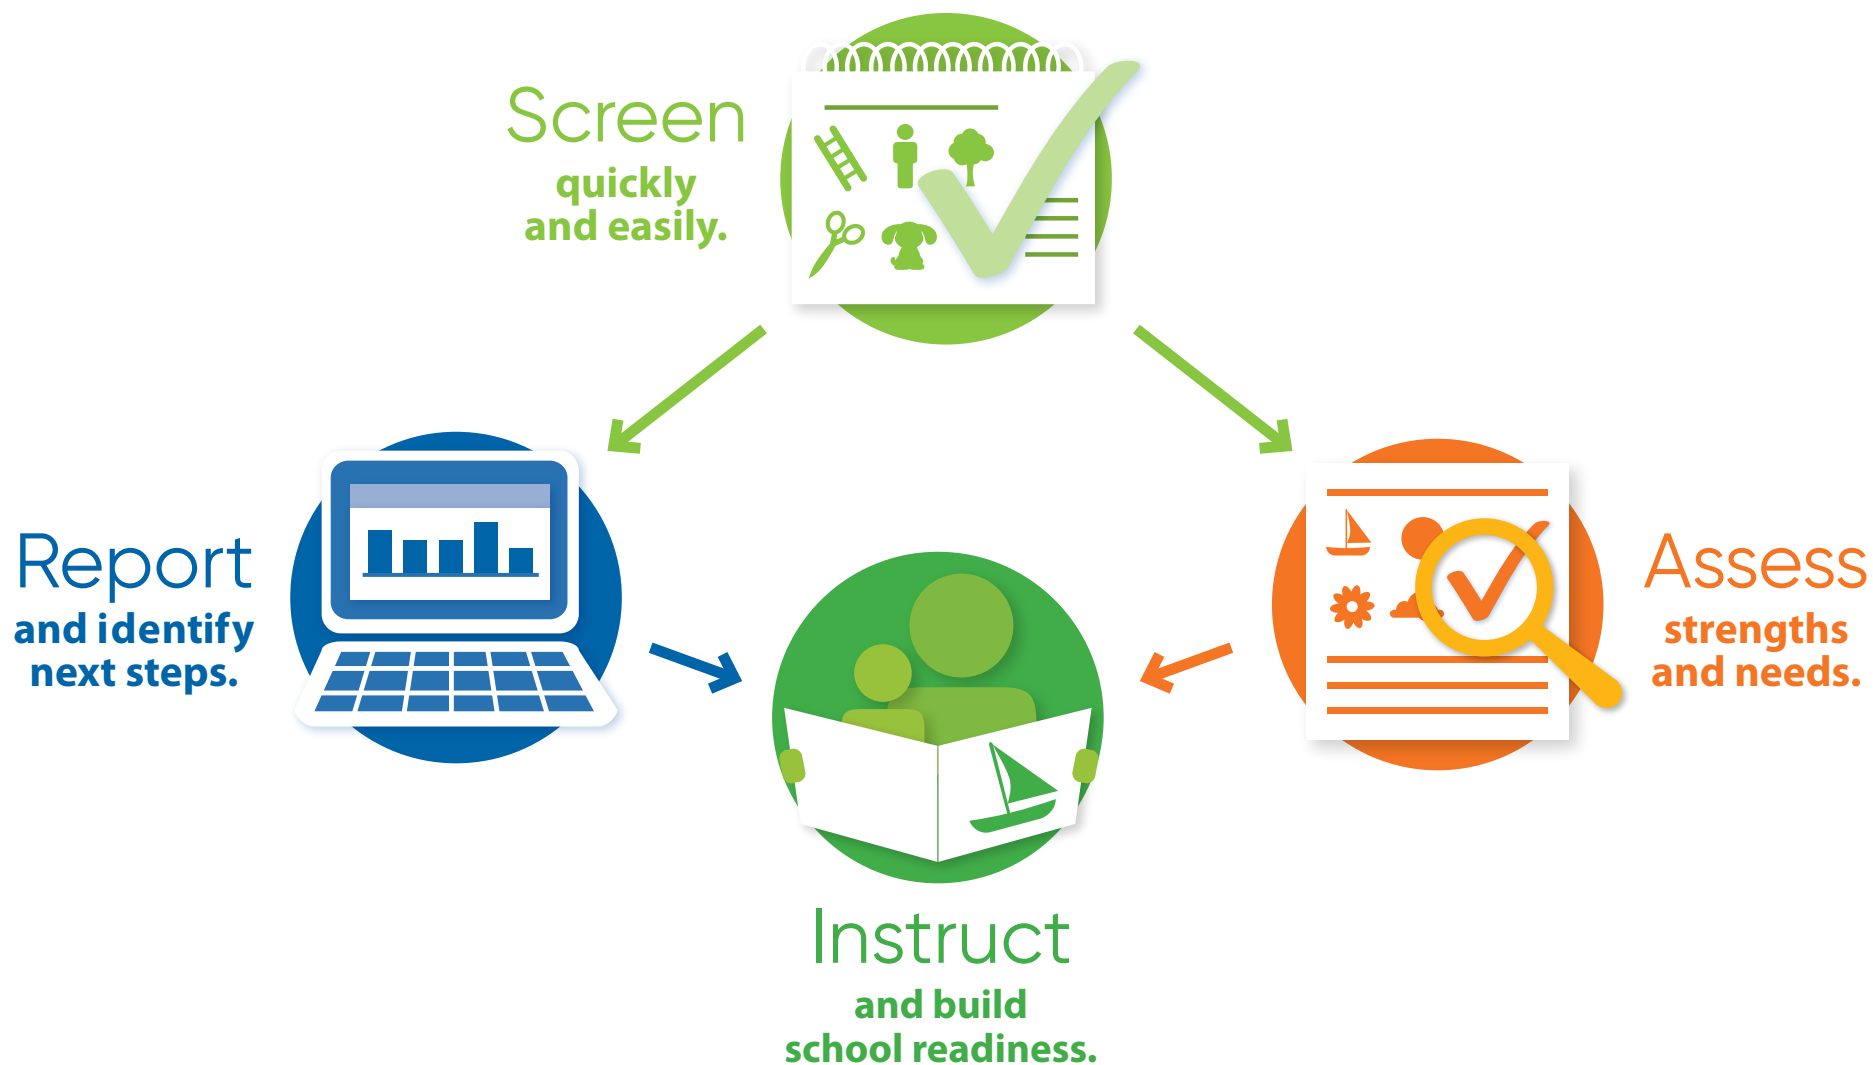 Screen
quickly
and easily.
Report
and identify
next steps.
Assess
strengths
and needs.
Instruct
and build
school readiness.